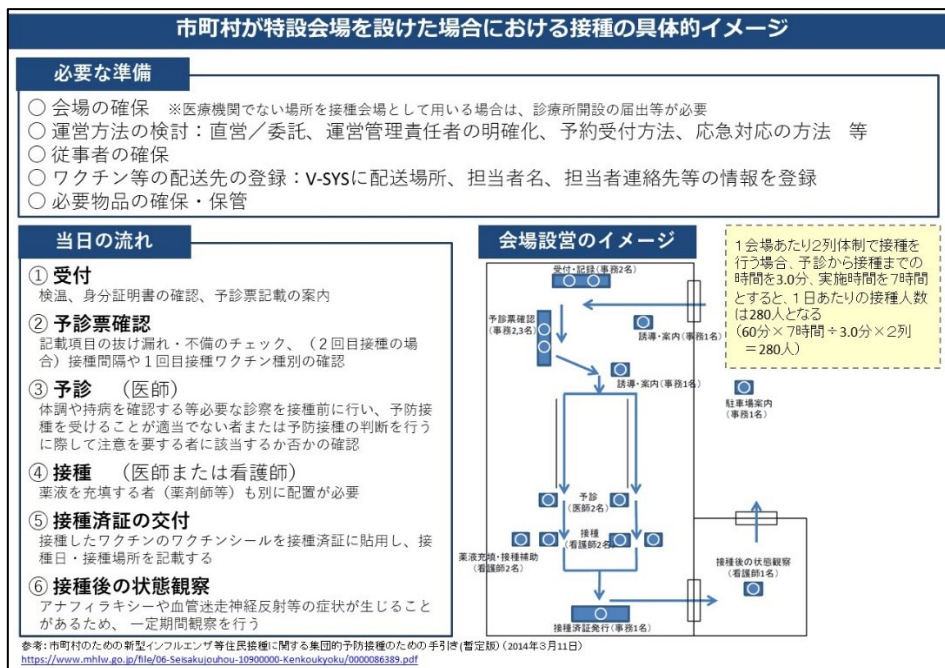 市町村が特設会場を設けた場合における接種の具体的イメージ
必要な準備
○ 会場の確保 ※医療機関でない場所を接種会場として用いる場合は、診療所開設の届出等が必要
○ 運営方法の検討：直営／委託、運営管理責任者の明確化、予約受付方法、応急対応の方法 等
○ 従事者の確保
○ ワクチン等の配送先の登録：V-SYSに配送場所、担当者名、担当者連絡先等の情報を登録
○ 必要物品の確保・保管
当日の流れ
① 受付
検温、身分証明書の確認、予診票記載の案内
② 予診票確認
記載項目の抜け漏れ・不備のチェック、（２回目接種の場
合）接種間隔や１回目接種ワクチン種別の確認
③ 予診 （医師）
体調や持病を確認する等必要な診察を接種前に行い、予防接
種を受けることが適当でない者または予防接種の判断を行う
に際して注意を要する者に該当するか否かの確認
④ 接種 （医師または看護師）
薬液を充填する者（薬剤師等）も別に配置が必要
⑤ 接種済証の交付
接種したワクチンのワクチンシールを接種済証に貼用し、接
種日・接種場所を記載する
⑥ 接種後の状態観察
アナフィラキシーや血管迷走神経反射等の症状が生じること
があるため、一定期間観察を行う
会場設営のイメージ
受付・記録(事務2名)
予診票確認
(事務2,3名)
誘導・案内(事務1名)
誘導・案内(事務1名)
駐車場案内
(事務1名)
予診
(医師2名)
接種
(看護師2名)
薬液充填・接種補助
(看護師2名)
接種後の状態観察
(看護師1名)
接種済証発行(事務1名)
１会場あたり２列体制で接種を
行う場合、予診から接種までの
時間を3.0分、実施時間を７時間
とすると、１日あたりの接種人数
は280人となる
(60分×７時間÷3.0分×２列
＝280人)
参考：市町村のための新型インフルエンザ等住民接種に関する集団的予防接種のための手引き(暫定版)（2014年３月11日）
https://www.mhlw.go.jp/file/06-Seisakujouhou-10900000-Kenkoukyoku/0000086389.pdf